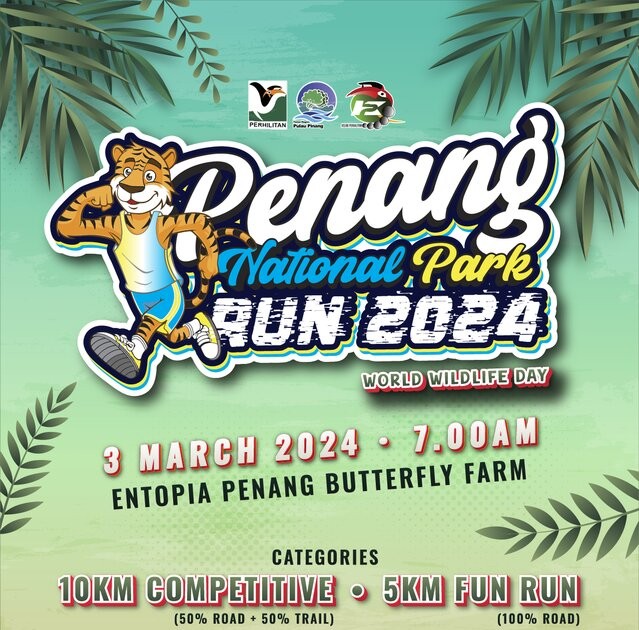 PERHILITAN
Pulau Pinang
Penang
National Park
RUN 2024
WORLD WILDLIFE DAY
3 MARCH 2024 • 7.00AM
ENTOPIA PENANG BUTTERFLY FARM
CATEGORIES
10KM COMPETITIVE • 5KM FUN RUN
(50% ROAD + 50% TRAIL) (100% ROAD)